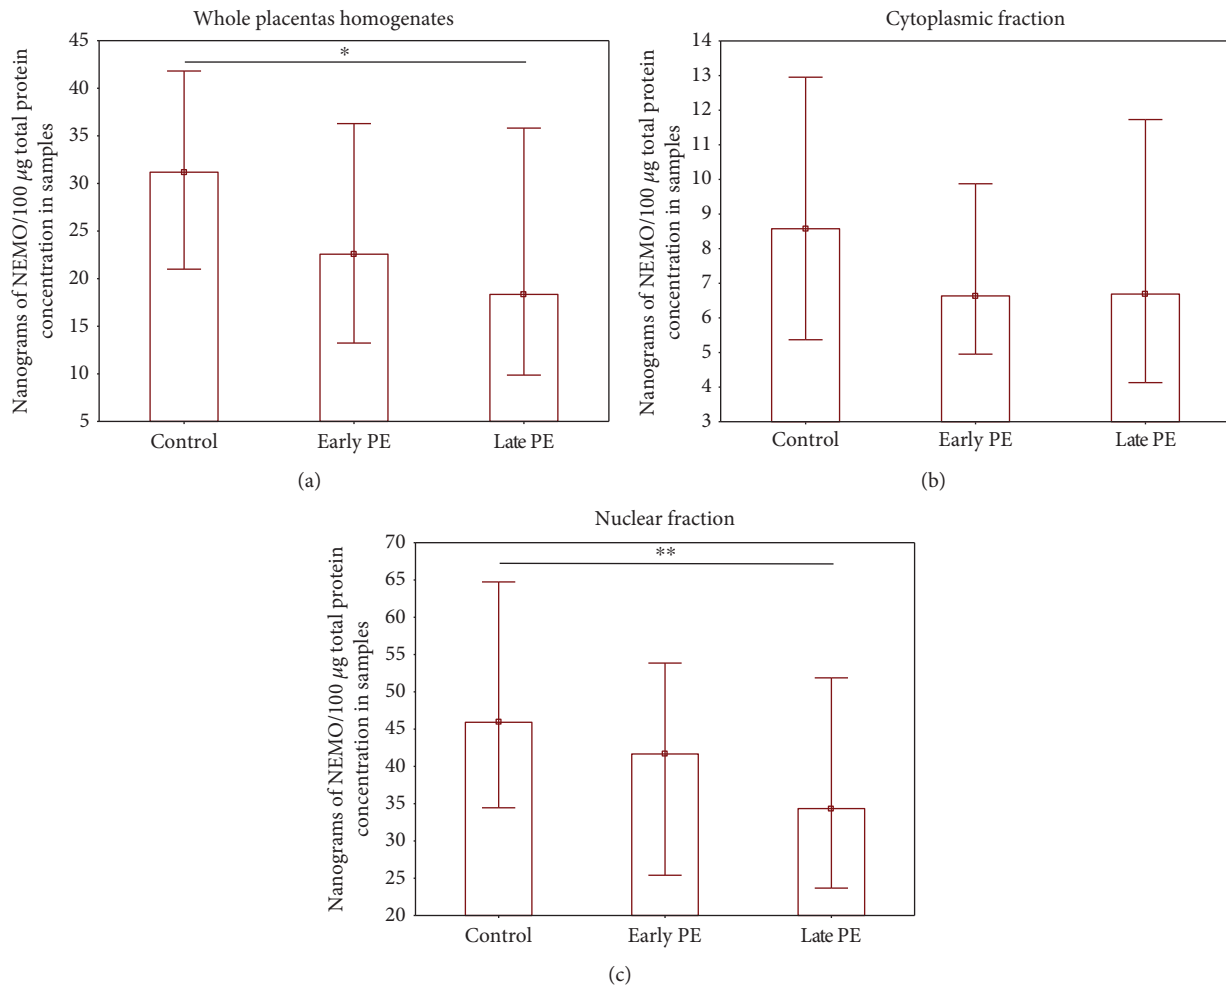 Whole placentas homogenates
Nanograms of NEMO/100 μg total protein
concentration in samples
45
40
35
30
25
20
15
10
5
*
Control
Early PE
Late PE
(a)
Cytoplasmic fraction
Nanograms of NEMO/100 μg total protein
concentration in samples
14
13
12
11
10
9
8
7
6
5
4
3
Control
Early PE
Late PE
(b)
Nuclear fraction
Nanograms of NEMO/100 μg total protein
concentration in samples
70
65
60
55
50
45
40
35
30
25
20
**
Control
Early PE
Late PE
(c)